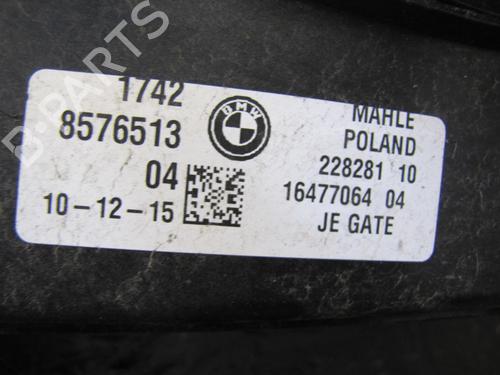 1742
8576513
04
10-12-15
BMW
MAHLE
POLAND
228281 10
16477064 04
JE GATE
B-PARTS